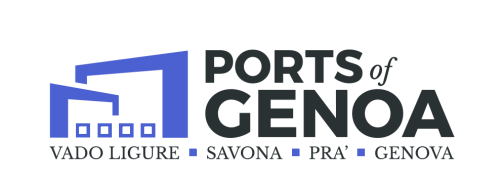 PORTS of
GENOA
VADO LIGURE ▪ SAVONA ▪ PRA’ ▪ GENOVA